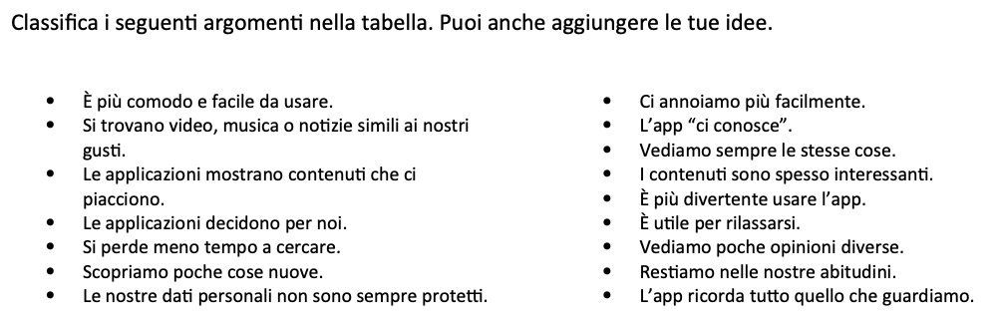 Classifica i seguenti argomenti nella tabella. Puoi anche aggiungere le tue idee.
• È più comodo e facile da usare.
• Si trovano video, musica o notizie simili ai nostri
gusti.
• Le applicazioni mostrano contenuti che ci
piacciono.
• Le applicazioni decidono per noi.
• Si perde meno tempo a cercare.
• Scopriamo poche cose nuove.
• Le nostre dati personali non sono sempre protetti.
• Ci annoiamo più facilmente.
• L’app “ci conosce”.
• Vediamo sempre le stesse cose.
• I contenuti sono spesso interessanti.
• È più divertente usare l’app.
• È utile per rilassarsi.
• Vediamo poche opinioni diverse.
• Restiamo nelle nostre abitudini.
• L’app ricorda tutto quello che guardiamo.